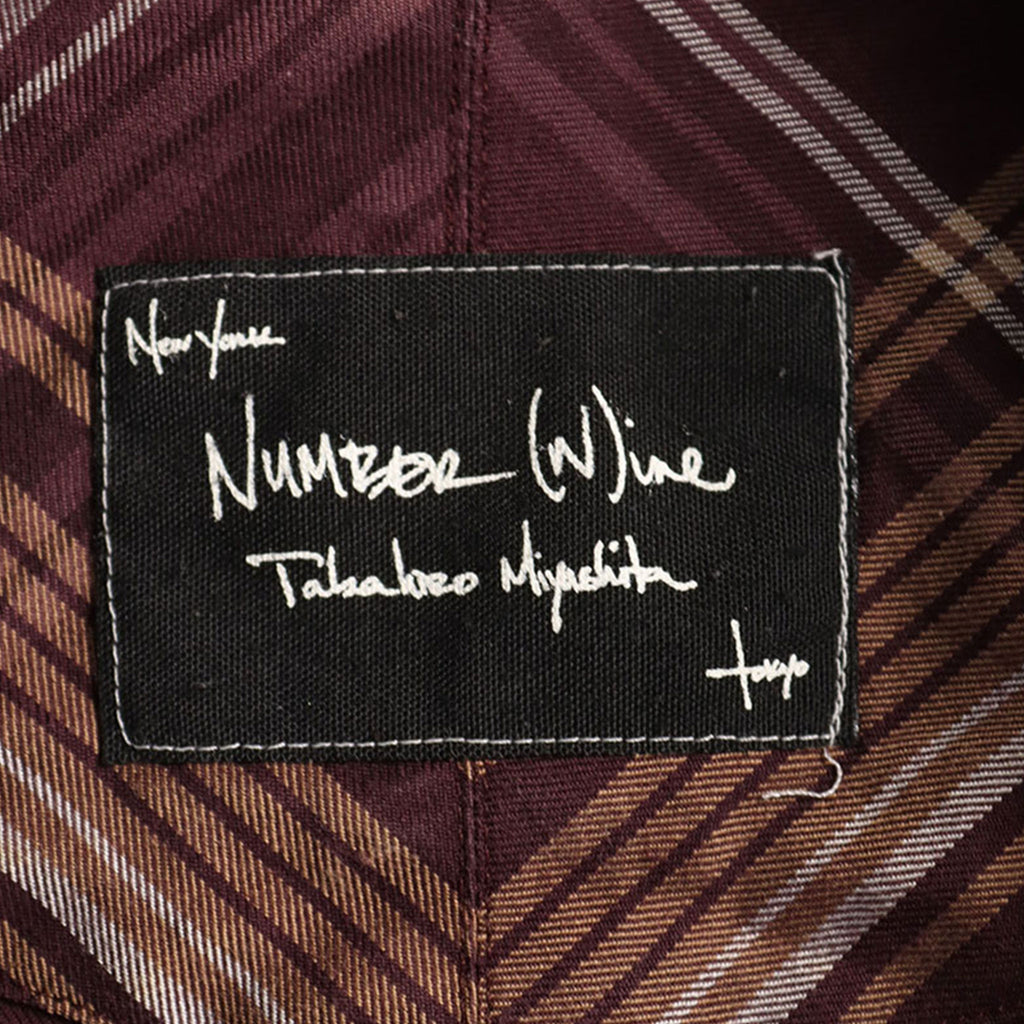 New York
NUMBER (N)ine
Takahiro Miyashita
tokyo